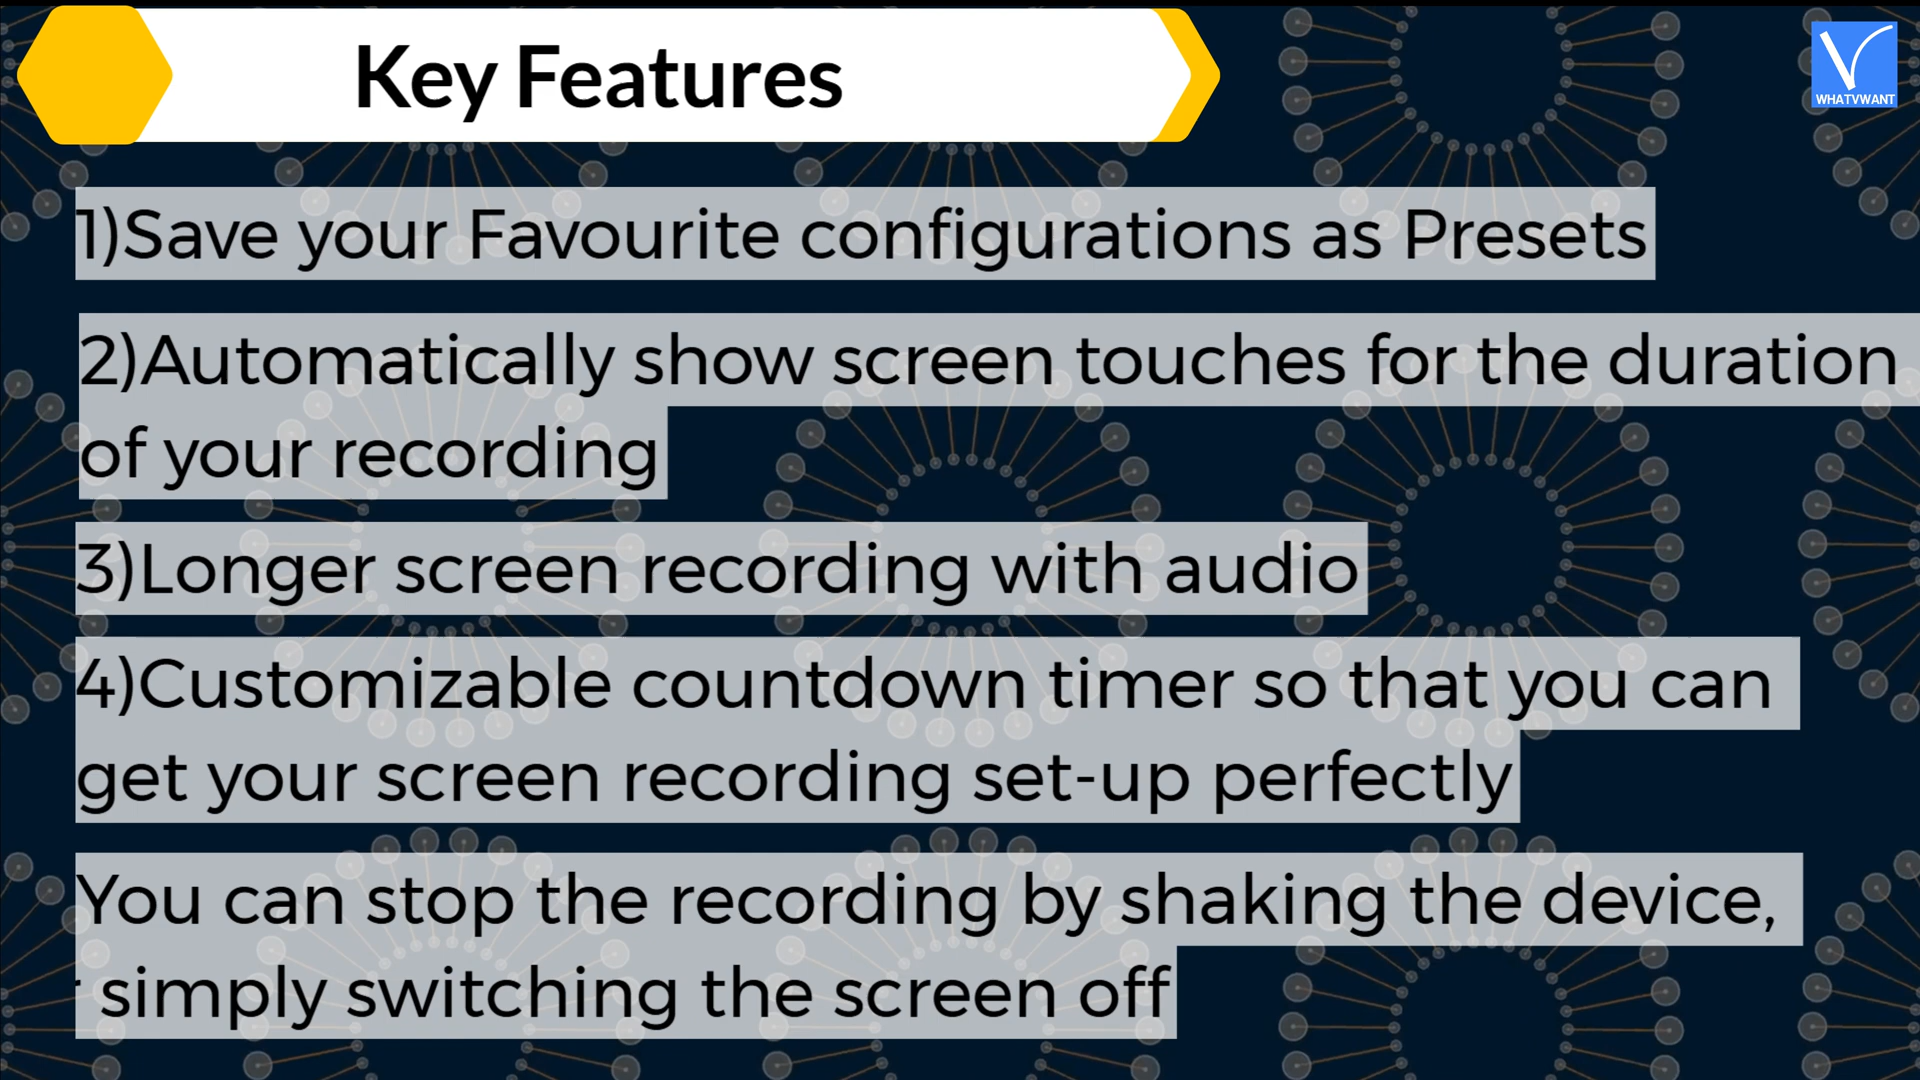 Key Features
WHATVWANT
1)Save your Favourite configurations as Presets
2)Automatically show screen touches for the duration
of your recording
3)Longer screen recording with audio
4)Customizable countdown timer so that you can
get your screen recording set-up perfectly
You can stop the recording by shaking the device,
simply switching the screen off